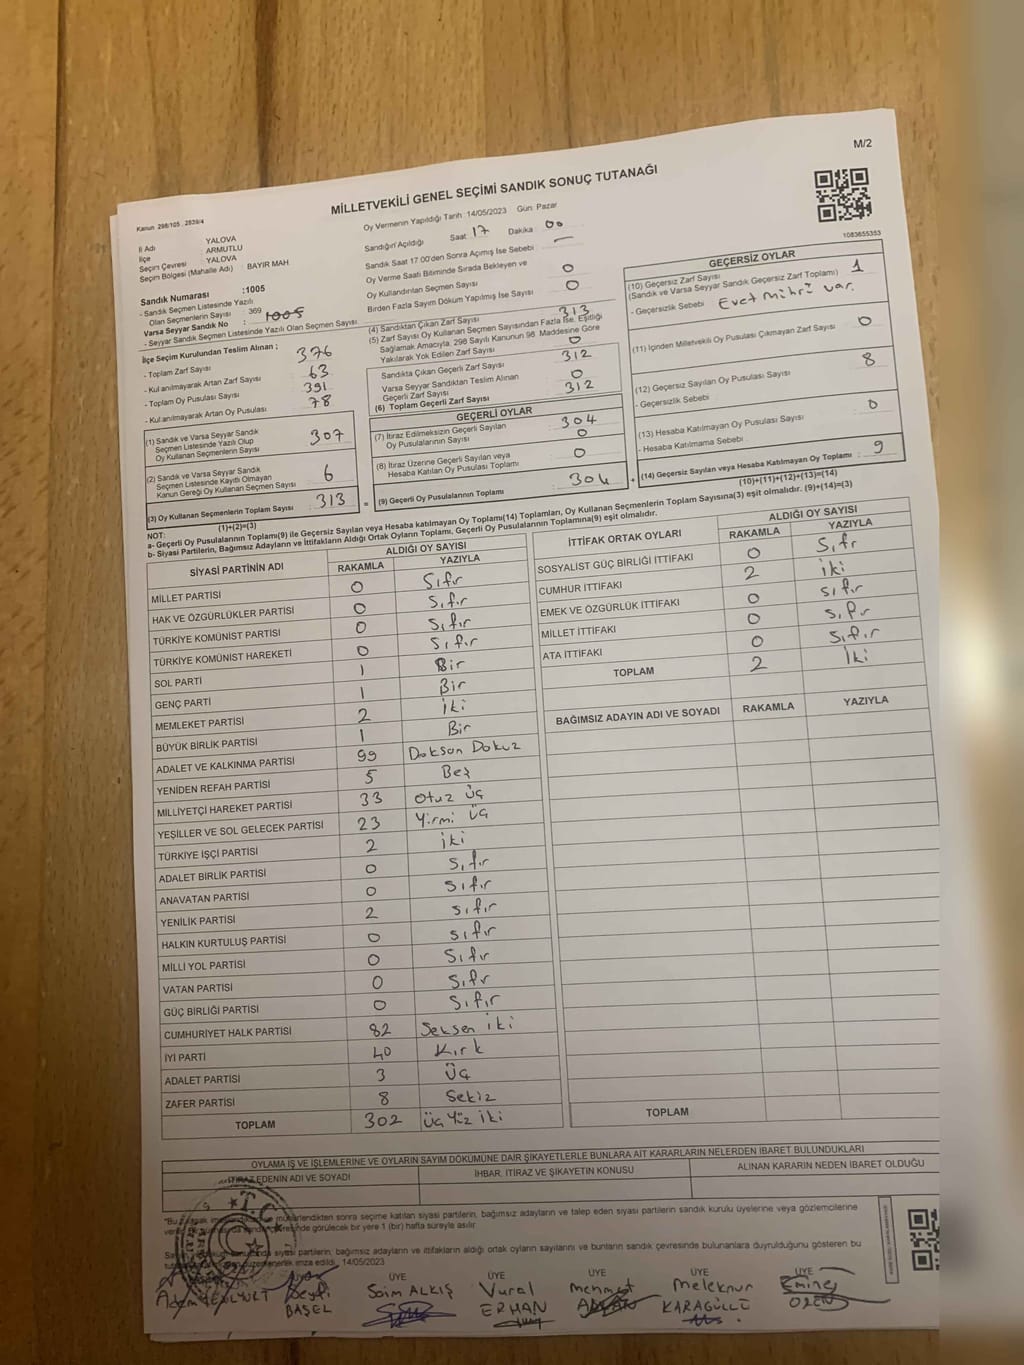 M/2
MİLLETVEKİLİ GENEL SEÇİMİ SANDIK SONUÇ TUTANAĞI
Kanun 298/105, 2839/4
Oy Vermenin Yapıldığı Tarih :14/05/2023 Gün: Pazar
1083655353
İl Adı YALOVA
İlçe ARMUTLU
Seçim Çevresi YALOVA
Seçim Bölgesi (Mahalle Adı) : BAYIR MAH
Sandık Numarası :1005
- Sandık Seçmen Listesinde Yazılı
Olan Seçmenlerin Sayısı : 369
Varsa Seyyar Sandık No : 1005
- Seyyar Sandık Seçmen Listesinde Yazılı Olan Seçmen Sayısı:
Sandığın Açıldığı Saat 17 Dakika 00
Sandık Saat 17.00'den Sonra Açılmış İse Sebebi —
Oy Verme Saati Bitiminde Sırada Bekleyen ve
Oy Kullandırılan Seçmen Sayısı 0
Birden Fazla Sayım Döküm Yapılmış İse Sayısı 0
İlçe Seçim Kurulundan Teslim Alınan ;
- Toplam Zarf Sayısı 376
- Kullanılmayarak Artan Zarf Sayısı 63
- Toplam Oy Pusulası Sayısı 391
- Kullanılmayarak Artan Oy Pusulası : 78
(1) Sandık ve Varsa Seyyar Sandık
Seçmen Listesinde Yazılı Olup
Oy Kullanan Seçmenlerin Sayısı 307
(2) Sandık ve Varsa Seyyar Sandık
Seçmen Listesinde Kayıtlı Olmayan
Kanun Gereği Oy Kullanan Seçmen Sayısı 6
(3) Oy Kullanan Seçmenlerin Toplam Sayısı 313
(1)+(2)=(3)
(4) Sandıktan Çıkan Zarf Sayısı 313
(5) Zarf Sayısı Oy Kullanan Seçmen Sayısından Fazla İse, Eşitliği
Sağlamak Amacıyla, 298 Sayılı Kanunun 98. Maddesine Göre
Yakılarak Yok Edilen Zarf Sayısı 0
Sandıkta Çıkan Geçerli Zarf Sayısı 312
Varsa Seyyar Sandıktan Teslim Alınan
Geçerli Zarf Sayısı 0
(6) Toplam Geçerli Zarf Sayısı 312
GEÇERLİ OYLAR
(7) İtiraz Edilmeksizin Geçerli Sayılan
Oy Pusulalarının Sayısı 304
0
(8) İtiraz Üzerine Geçerli Sayılan veya
Hesaba Katılan Oy Pusulası Toplamı 0
= (9) Geçerli Oy Pusulalarının Toplamı : 304
GEÇERSİZ OYLAR
(10) Geçersiz Zarf Sayısı
(Sandık ve Varsa Seyyar Sandık Geçersiz Zarf Toplamı) 1
- Geçersizlik Sebebi : Evet mührü var.
(11) İçinden Milletvekili Oy Pusulası Çıkmayan Zarf Sayısı 0
(12) Geçersiz Sayılan Oy Pusulası Sayısı 8
- Geçersizlik Sebebi :
(13) Hesaba Katılmayan Oy Pusulası Sayısı 0
- Hesaba Katılmama Sebebi :
+ (14) Geçersiz Sayılan veya Hesaba Katılmayan Oy Toplamı : 9
(10)+(11)+(12)+(13)=(14)
NOT:
a- Geçerli Oy Pusulalarının Toplamı(9) ile Geçersiz Sayılan veya Hesaba katılmayan Oy Toplamı(14) Toplamları, Oy Kullanan Seçmenlerin Toplam Sayısına(3) eşit olmalıdır. (9)+(14)=(3)
b- Siyasi Partilerin, Bağımsız Adayların ve İttifakların Aldığı Ortak Oyların Toplamı, Geçerli Oy Pusulalarının Toplamına(9) eşit olmalıdır.
SİYASİ PARTİNİN ADI ALDIĞI OY SAYISI
RAKAMLA YAZIYLA
MİLLET PARTİSİ 0 Sıfır
HAK VE ÖZGÜRLÜKLER PARTİSİ 0 Sıfır
TÜRKİYE KOMÜNİST PARTİSİ 0 Sıfır
TÜRKİYE KOMÜNİST HAREKETİ 0 Sıfır
SOL PARTİ 1 Bir
GENÇ PARTİ 1 Bir
MEMLEKET PARTİSİ 2 iki
BÜYÜK BİRLİK PARTİSİ 1 Bir
ADALET VE KALKINMA PARTİSİ 99 Doksan Dokuz
YENİDEN REFAH PARTİSİ 5 Beş
MİLLİYETÇİ HAREKET PARTİSİ 33 Otuz üç
YEŞİLLER VE SOL GELECEK PARTİSİ 23 Yirmi üç
TÜRKİYE İŞÇİ PARTİSİ 2 iki
ADALET BİRLİK PARTİSİ 0 Sıfır
ANAVATAN PARTİSİ 0 Sıfır
YENİLİK PARTİSİ 2 Sıfır
HALKIN KURTULUŞ PARTİSİ 0 Sıfır
MİLLİ YOL PARTİSİ 0 Sıfır
VATAN PARTİSİ 0 Sıfır
GÜÇ BİRLİĞİ PARTİSİ 0 Sıfır
CUMHURİYET HALK PARTİSİ 82 Seksen iki
İYİ PARTİ 40 Kırk
ADALET PARTİSİ 3 Üç
ZAFER PARTİSİ 8 Sekiz
TOPLAM 302 üç Yüz iki
İTTİFAK ORTAK OYLARI ALDIĞI OY SAYISI
RAKAMLA YAZIYLA
SOSYALİST GÜÇ BİRLİĞİ İTTİFAKI 0 Sıfır
CUMHUR İTTİFAKI 2 iki
EMEK VE ÖZGÜRLÜK İTTİFAKI 0 sıfır
MİLLET İTTİFAKI 0 sıfır
ATA İTTİFAKI 0 sıfır
TOPLAM 2 iki
BAĞIMSIZ ADAYIN ADI VE SOYADI RAKAMLA YAZIYLA
TOPLAM
OYLAMA İŞ VE İŞLEMLERİNE VE OYLARIN SAYIM DÖKÜMÜNE DAİR ŞİKAYETLERLE BUNLARA AİT KARARLARIN NELERDEN İBARET BULUNDUKLARI
EDENİN ADI VE SOYADI İHBAR, İTİRAZ VE ŞİKAYETİN KONUSU ALINAN KARARIN NEDEN İBARET OLDUĞU
T.C.
sonra seçime katılan siyasi partilerin, bağımsız adayların ve talep eden siyasi partilerin sandık kurulu üyelerine veya gözlemcilerine
görülecek bir yere 1 (bir) hafta süreyle asılır.
siyasi partilerin, bağımsız adayların ve ittifakların aldığı ortak oyların sayılarını ve bunların sandık çevresinde bulunanlara duyrulduğunu gösteren bu
imza edildi. 14/05/2023
ÜYE ÜYE ÜYE ÜYE ÜYE
Adem Seyfi BAŞEL
Saim ALKIŞ
Vural ERHAN
Mehmet
Meleknur KARAGÜLLÜ
Emine